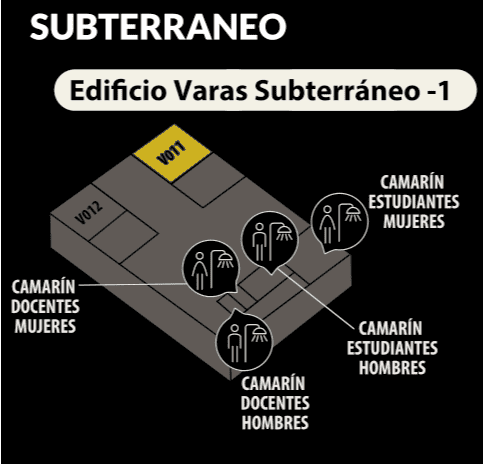 SUBTERRANEO
Edificio Varas Subterráneo -1
V011
V012
CAMARÍN
ESTUDIANTES
MUJERES
CAMARÍN
DOCENTES
MUJERES
CAMARÍN
ESTUDIANTES
HOMBRES
CAMARÍN
DOCENTES
HOMBRES